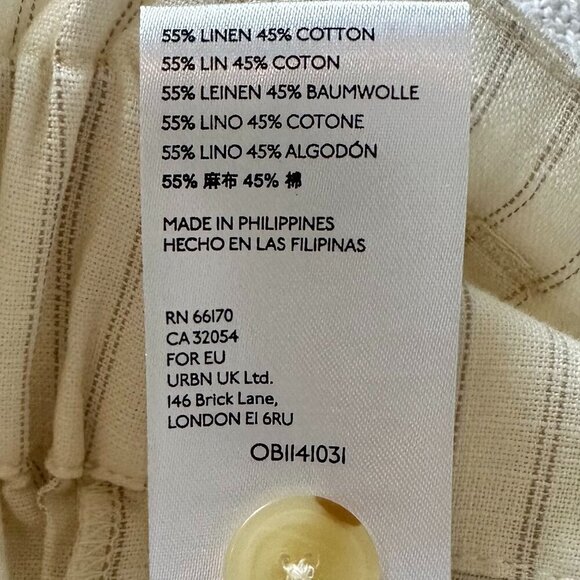 55% LINEN 45% COTTON
55% LIN 45% COTON
55% LEINEN 45% BAUMWOLLE
55% LINO 45% COTONE
55% LINO 45% ALGODÓN
55% 麻布 45% 棉
MADE IN PHILIPPINES
HECHO EN LAS FILIPINAS
RN 66170
CA 32054
FOR EU
URBN UK Ltd.
146 Brick Lane,
LONDON E1 6RU
OB1141031